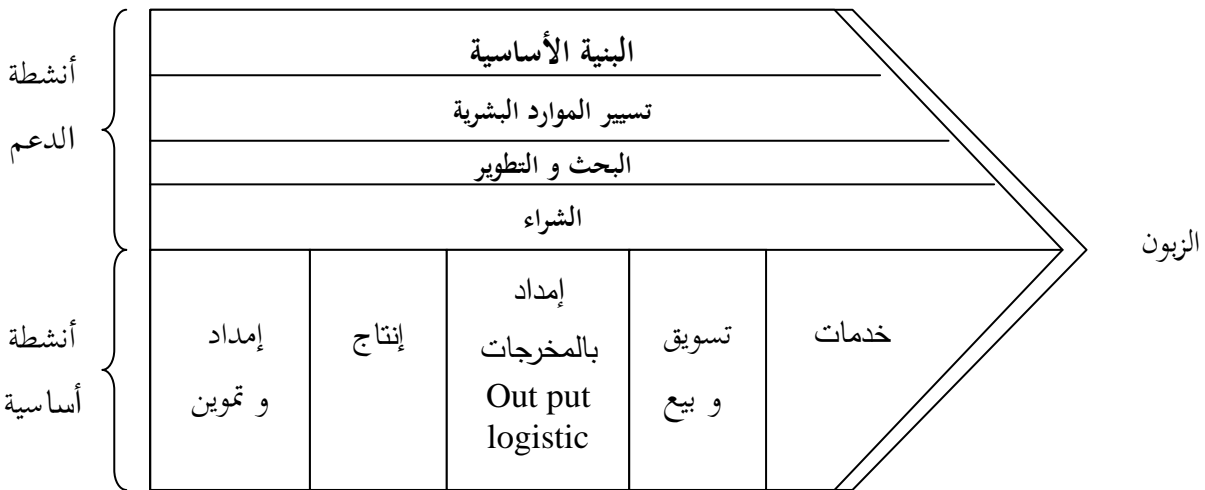 البنية الأساسية
تسيير الموارد البشرية
البحث و التطوير
الشراء
أنشطة
الدعم
الزبون
أنشطة
أساسية
إمداد
و تموين
إنتاج
إمداد
بالمخرجات
Out put
logistic
تسويق
و بيع
خدمات